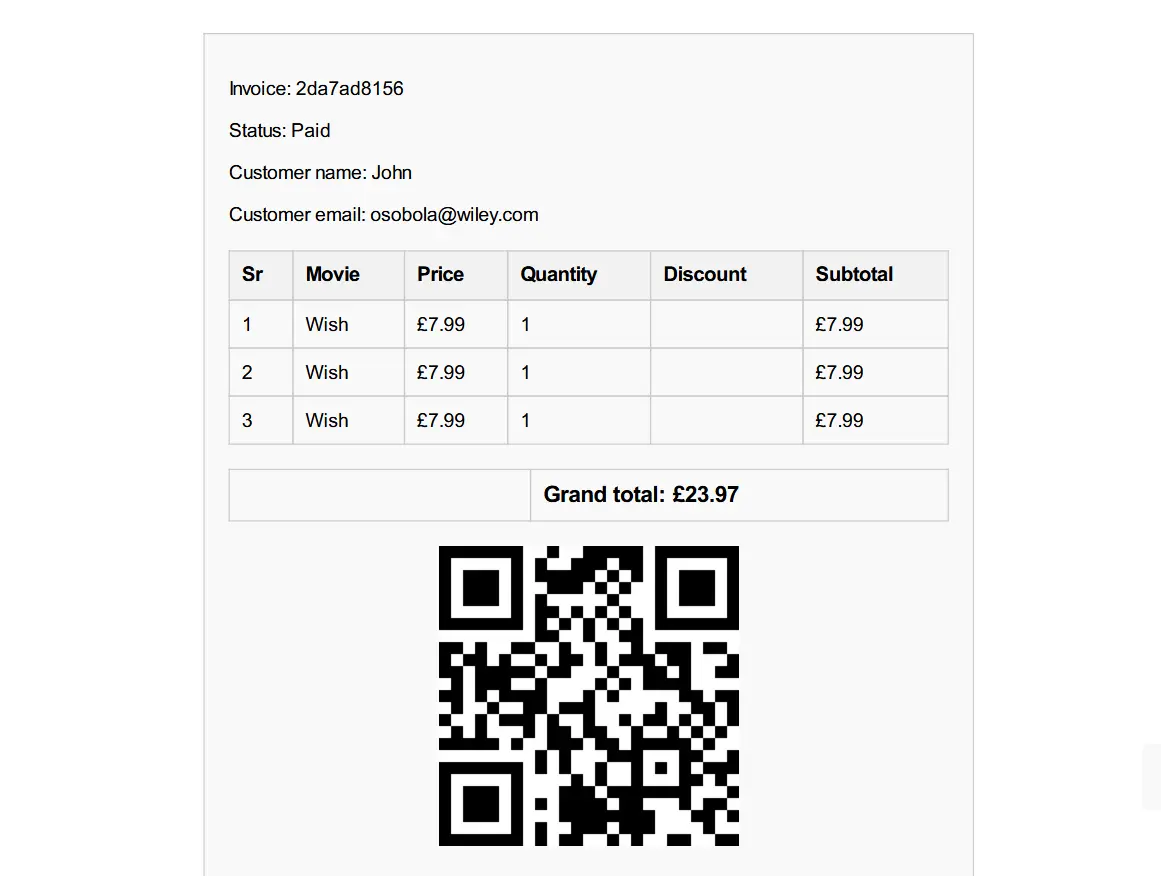 Invoice: 2da7ad8156
Status: Paid
Customer name: John
Customer email: osobola@wiley.com
Sr Movie Price Quantity Discount Subtotal
1 Wish £7.99 1 £7.99
2 Wish £7.99 1 £7.99
3 Wish £7.99 1 £7.99
Grand total: £23.97